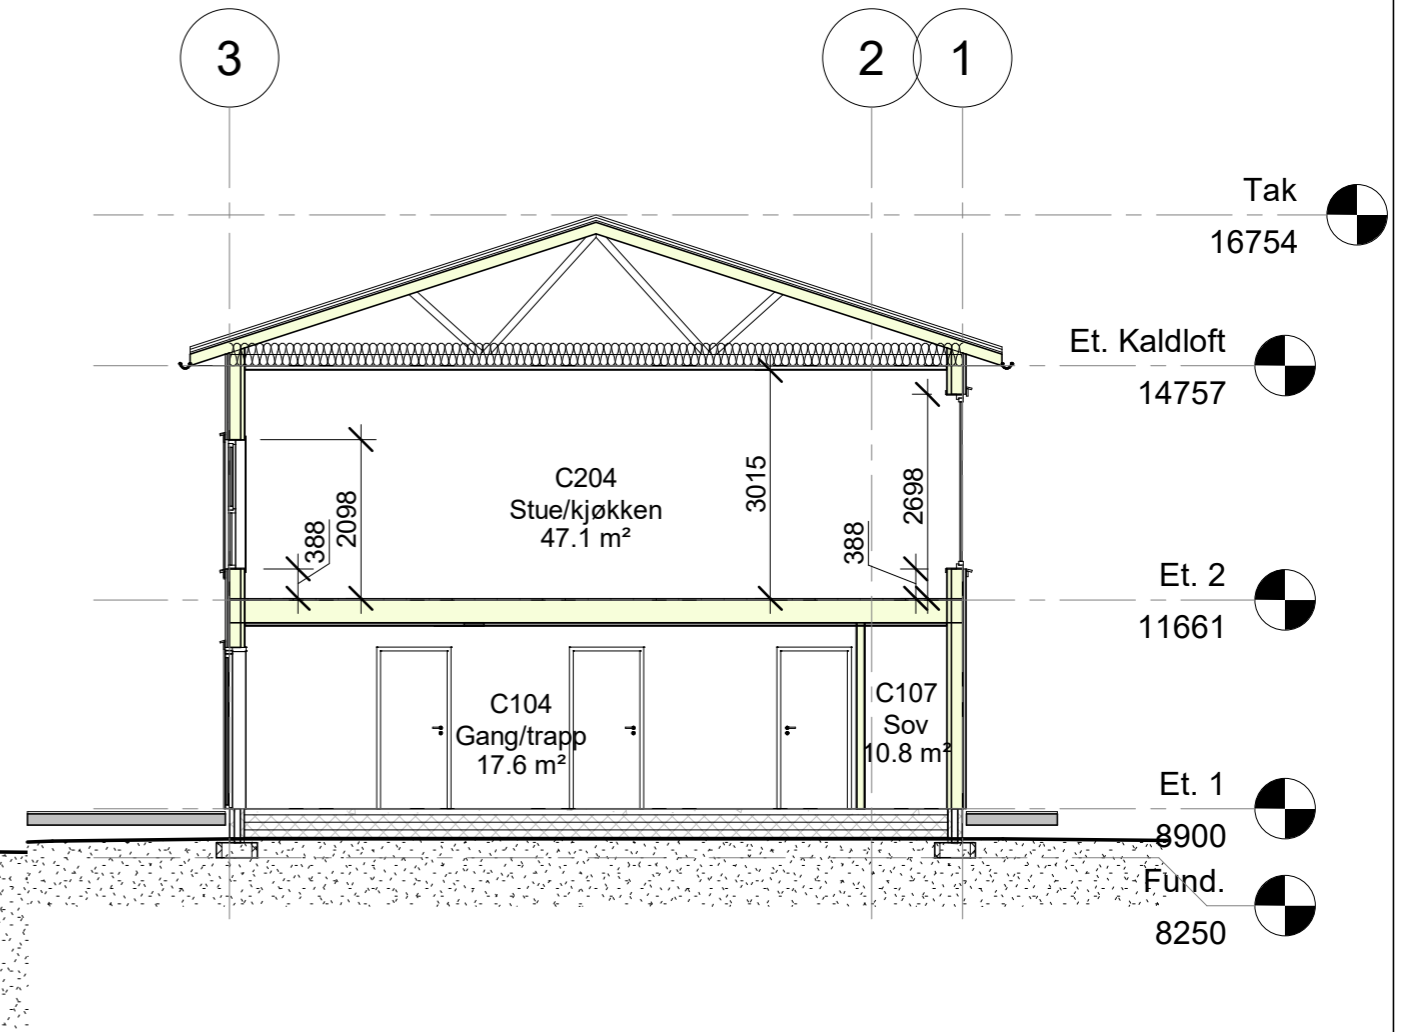 3
2
1
Tak
16754
Et. Kaldloft
14757
C204
Stue/kjøkken
47.1 m²
3015
2698
2098
388
388
Et. 2
11661
C104
Gang/trapp
17.6 m²
C107
Sov
10.8 m²
Et. 1
8900
Fund.
8250